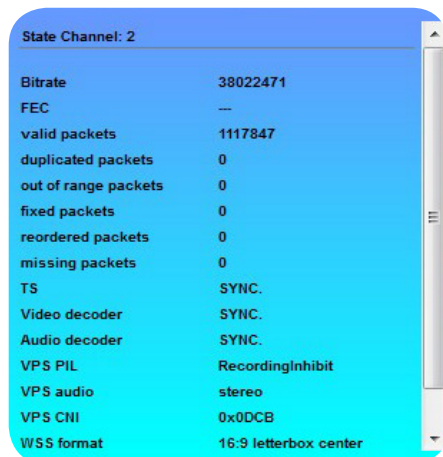 State Channel: 2
Bitrate 38022471
FEC ---
valid packets 1117847
duplicated packets 0
out of range packets 0
fixed packets 0
reordered packets 0
missing packets 0
TS SYNC.
Video decoder SYNC.
Audio decoder SYNC.
VPS PIL RecordingInhibit
VPS audio stereo
VPS CNI 0x0DCB
WSS format 16:9 letterbox center